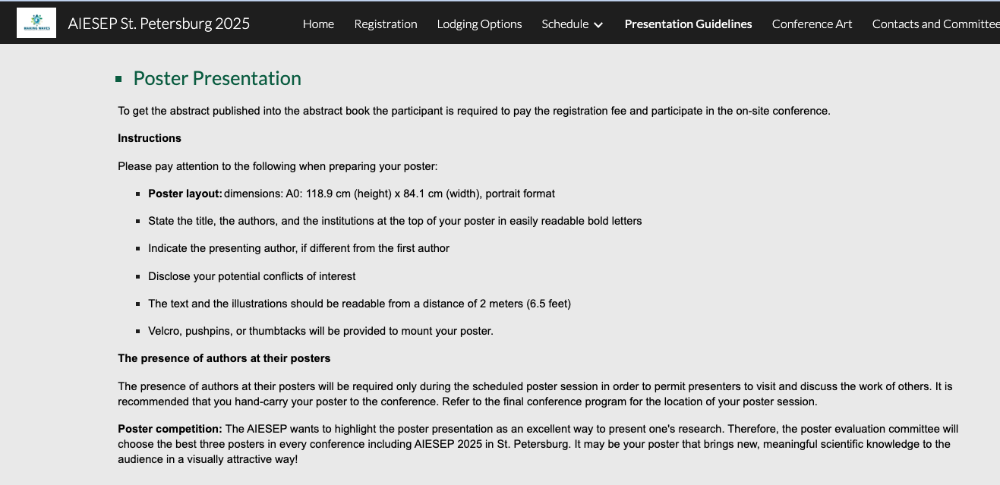 MAKING WAVES
AIESEP St. Petersburg 2025
Home
Registration
Lodging Options
Schedule
Presentation Guidelines
Conference Art
Contacts and Committee
Poster Presentation
To get the abstract published into the abstract book the participant is required to pay the registration fee and participate in the on-site conference.
Instructions
Please pay attention to the following when preparing your poster:
Poster layout: dimensions: A0: 118.9 cm (height) x 84.1 cm (width), portrait format
State the title, the authors, and the institutions at the top of your poster in easily readable bold letters
Indicate the presenting author, if different from the first author
Disclose your potential conflicts of interest
The text and the illustrations should be readable from a distance of 2 meters (6.5 feet)
Velcro, pushpins, or thumbtacks will be provided to mount your poster.
The presence of authors at their posters
The presence of authors at their posters will be required only during the scheduled poster session in order to permit presenters to visit and discuss the work of others. It is
recommended that you hand-carry your poster to the conference. Refer to the final conference program for the location of your poster session.
Poster competition: The AIESEP wants to highlight the poster presentation as an excellent way to present one's research. Therefore, the poster evaluation committee will
choose the best three posters in every conference including AIESEP 2025 in St. Petersburg. It may be your poster that brings new, meaningful scientific knowledge to the
audience in a visually attractive way!